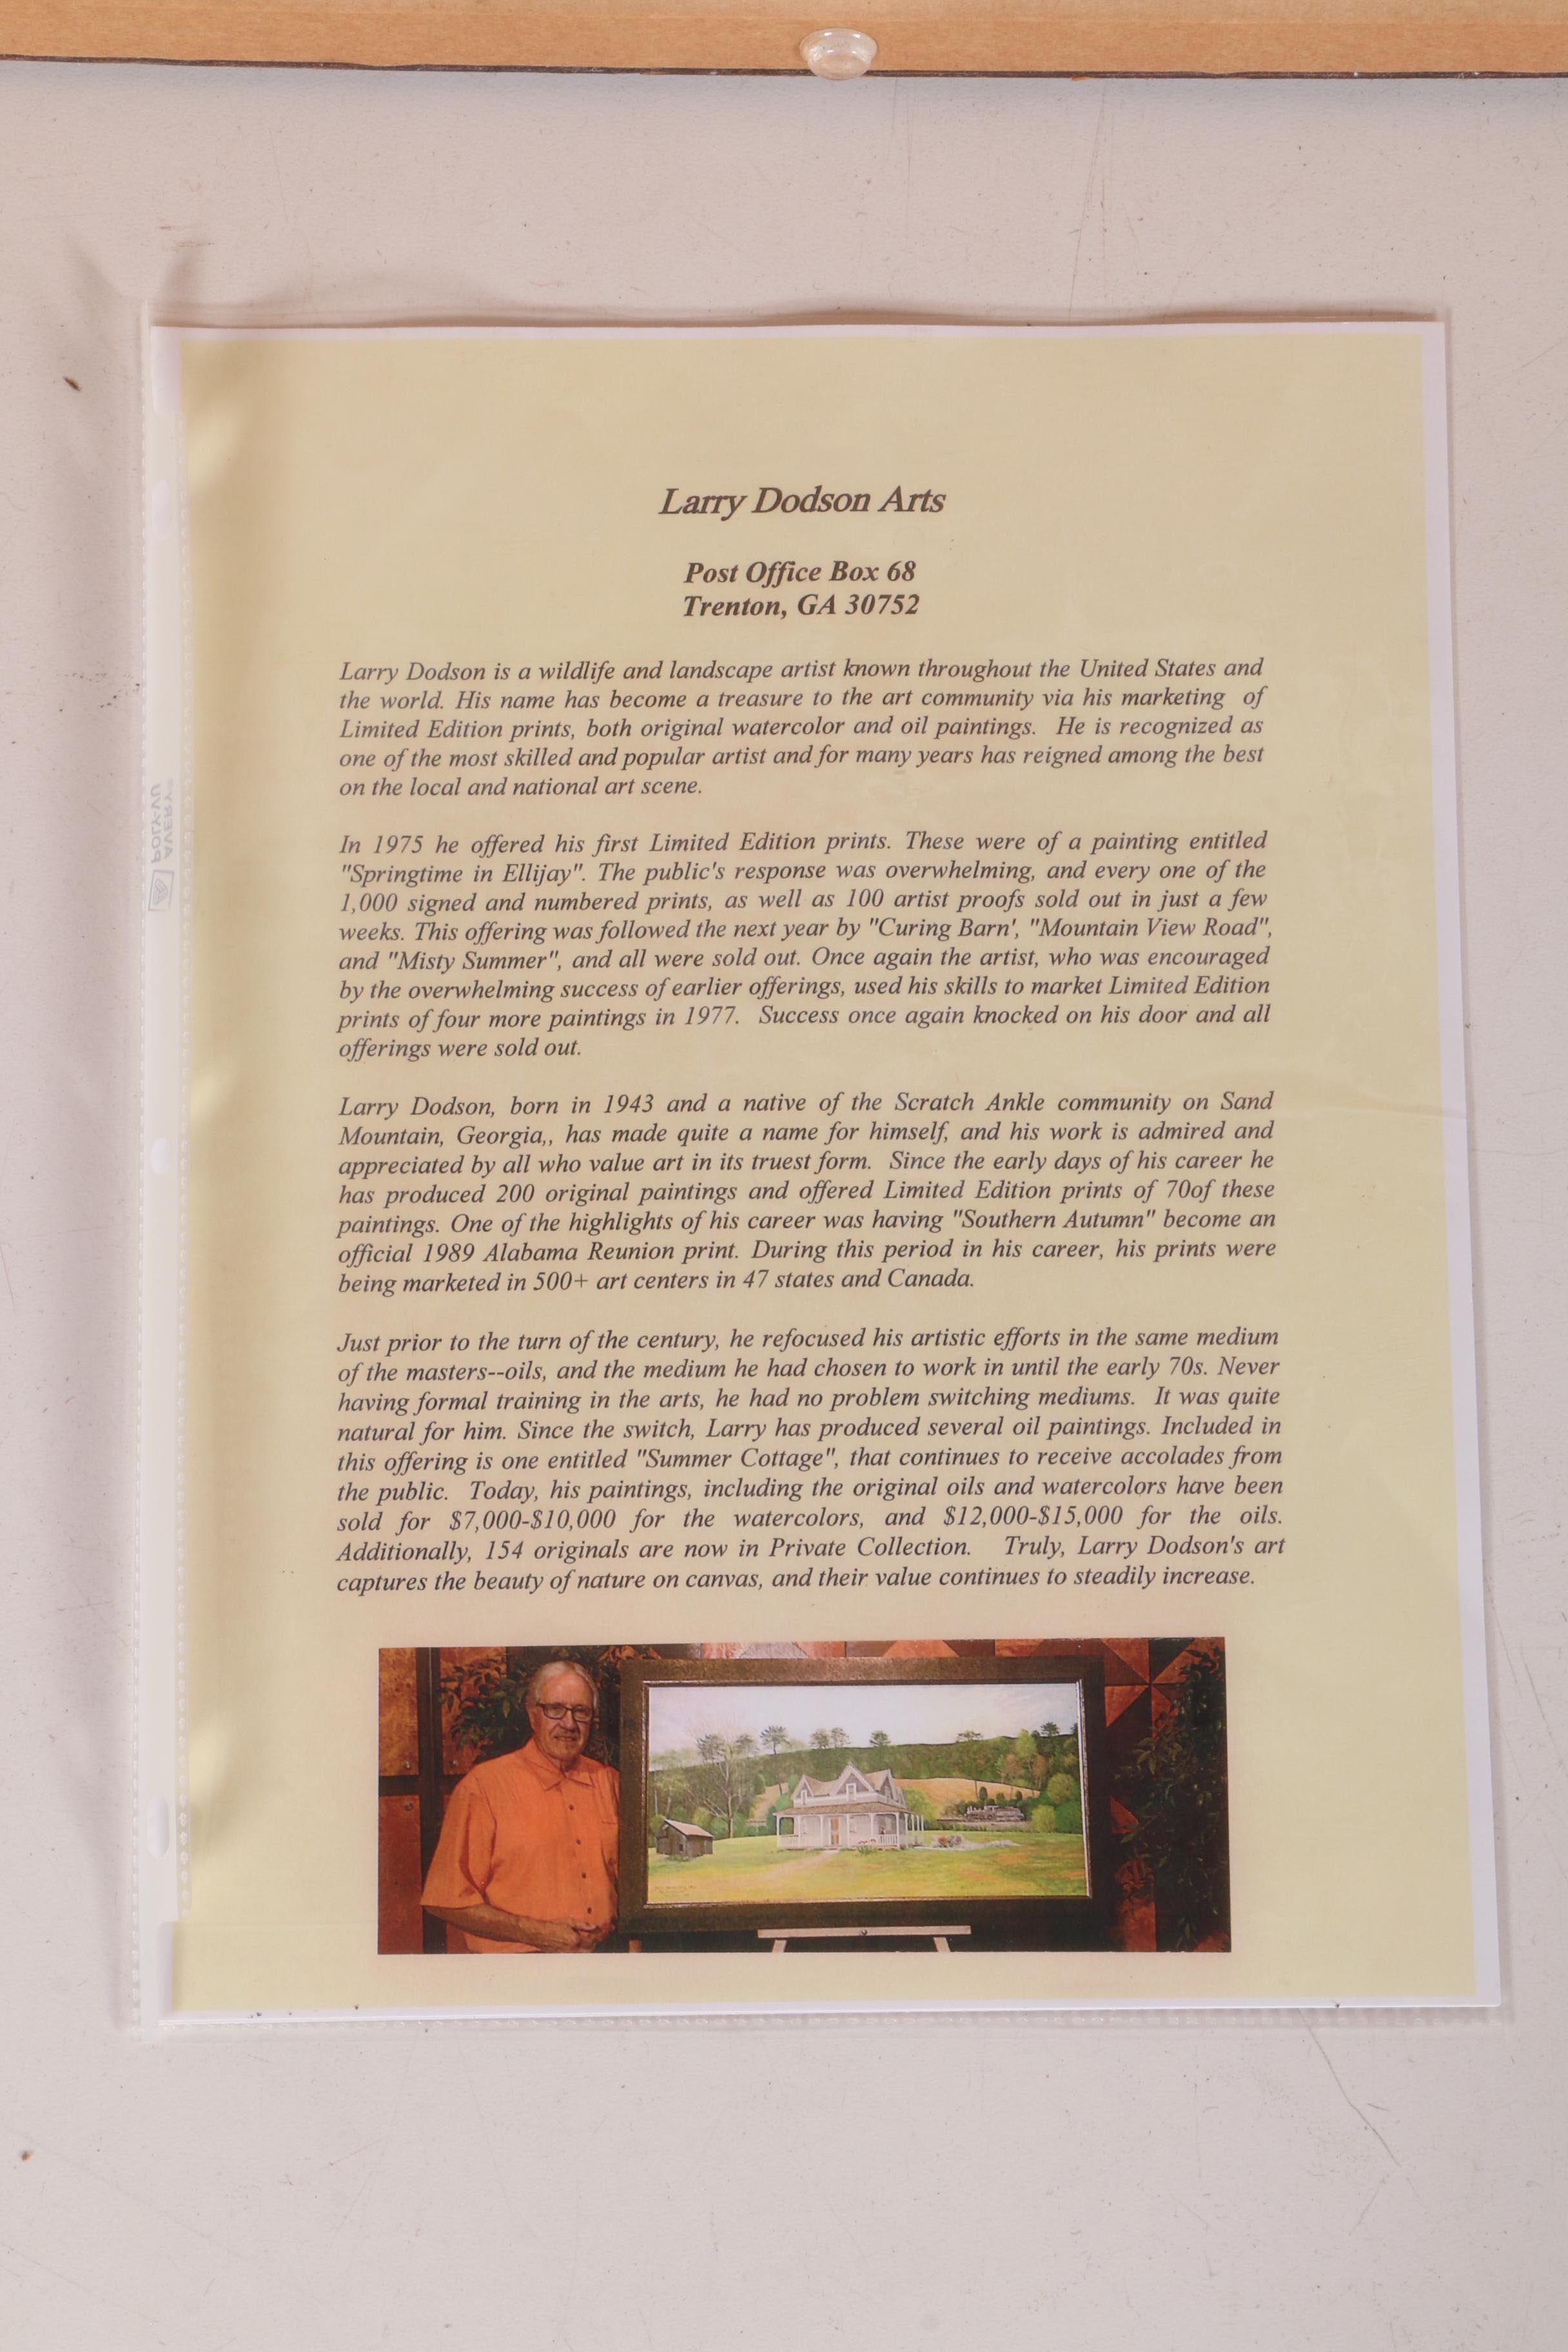 Larry Dodson Arts
Post Office Box 68
Trenton, GA 30752
Larry Dodson is a wildlife and landscape artist known throughout the United States and
the world. His name has become a treasure to the art community via his marketing of
Limited Edition prints, both original watercolor and oil paintings. He is recognized as
one of the most skilled and popular artist and for many years has reigned among the best
on the local and national art scene.
In 1975 he offered his first Limited Edition prints. These were of a painting entitled
"Springtime in Ellijay". The public's response was overwhelming, and every one of the
1,000 signed and numbered prints, as well as 100 artist proofs sold out in just a few
weeks. This offering was followed the next year by "Curing Barn', "Mountain View Road",
and "Misty Summer", and all were sold out. Once again the artist, who was encouraged
by the overwhelming success of earlier offerings, used his skills to market Limited Edition
prints of four more paintings in 1977. Success once again knocked on his door and all
offerings were sold out.
Larry Dodson, born in 1943 and a native of the Scratch Ankle community on Sand
Mountain, Georgia,, has made quite a name for himself, and his work is admired and
appreciated by all who value art in its truest form. Since the early days of his career he
has produced 200 original paintings and offered Limited Edition prints of 70of these
paintings. One of the highlights of his career was having "Southern Autumn" become an
official 1989 Alabama Reunion print. During this period in his career, his prints were
being marketed in 500+ art centers in 47 states and Canada.
Just prior to the turn of the century, he refocused his artistic efforts in the same medium
of the masters--oils, and the medium he had chosen to work in until the early 70s. Never
having formal training in the arts, he had no problem switching mediums. It was quite
natural for him. Since the switch, Larry has produced several oil paintings. Included in
this offering is one entitled "Summer Cottage", that continues to receive accolades from
the public. Today, his paintings, including the original oils and watercolors have been
sold for $7,000-$10,000 for the watercolors, and $12,000-$15,000 for the oils.
Additionally, 154 originals are now in Private Collection. Truly, Larry Dodson's art
captures the beauty of nature on canvas, and their value continues to steadily increase.
AVERY
POLY-VU